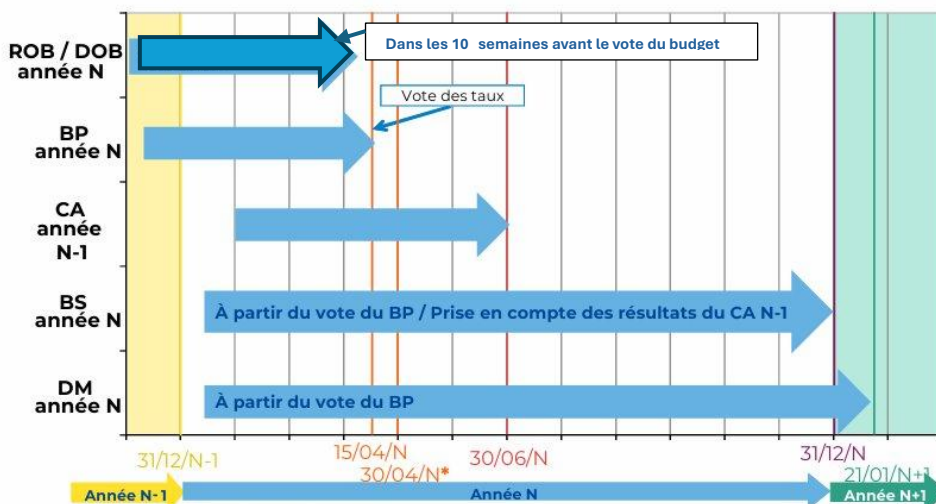 ROB / DOB
année N
Dans les 10 semaines avant le vote du budget
Vote des taux
BP
année N
CA
année
N-1
BS
année N
À partir du vote du BP / Prise en compte des résultats du CA N-1
DM
année N
À partir du vote du BP
31/12/N-1
15/04/N
30/04/N*
30/06/N
31/12/N
21/01/N+1
Année N-1
Année N
Année N+1